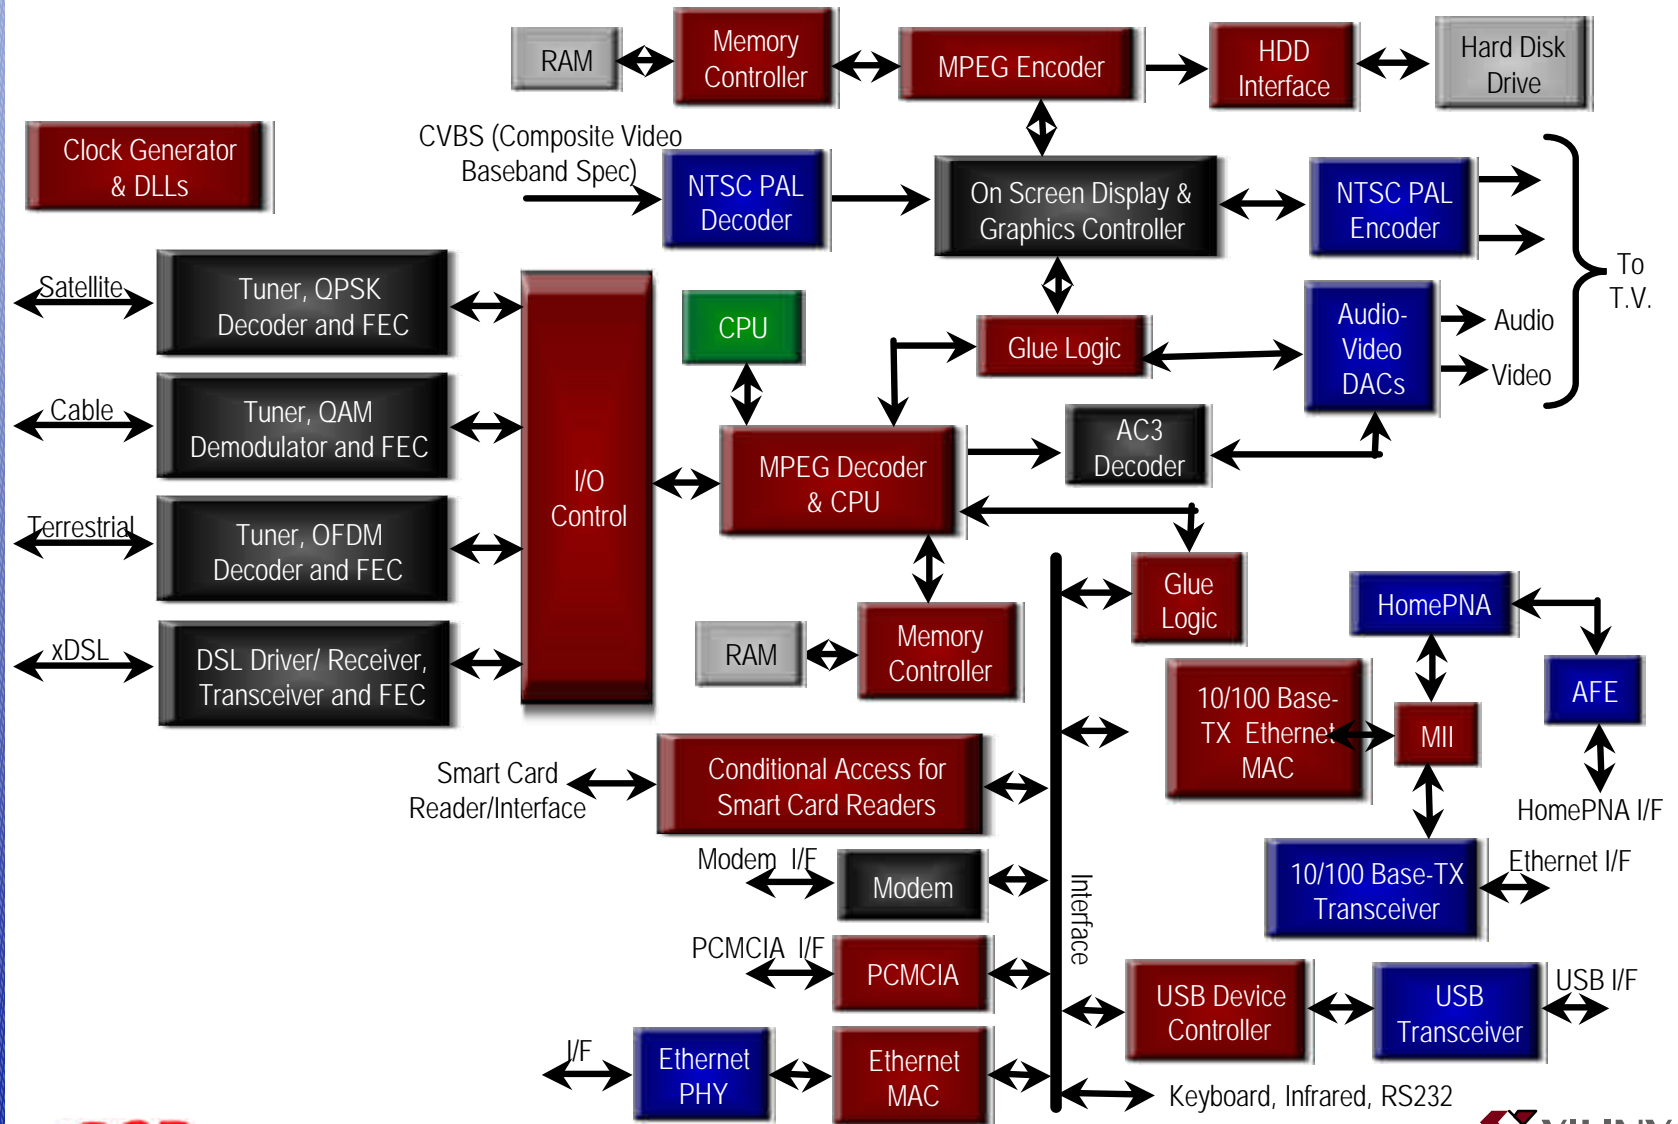 RAM
Memory
Controller
MPEG Encoder
HDD
Interface
Hard Disk
Drive
Clock Generator
& DLLs
CVBS (Composite Video
Baseband Spec)
NTSC PAL
Decoder
On Screen Display &
Graphics Controller
NTSC PAL
Encoder
To
T.V.
Satellite
Tuner, QPSK
Decoder and FEC
CPU
Glue Logic
Audio-
Video
DACs
Audio
Video
Cable
Tuner, QAM
Demodulator and FEC
I/O
Control
MPEG Decoder
& CPU
AC3
Decoder
Terrestrial
Tuner, OFDM
Decoder and FEC
Glue
Logic
HomePNA
xDSL
DSL Driver/ Receiver,
Transceiver and FEC
RAM
Memory
Controller
10/100 Base-
TX Ethernet
MAC
MII
AFE
HomePNA I/F
Smart Card
Reader/Interface
Conditional Access for
Smart Card Readers
Modem I/F
Modem
Interface
10/100 Base-TX
Transceiver
Ethernet I/F
PCMCIA I/F
PCMCIA
USB Device
Controller
USB
Transceiver
USB I/F
I/F
Ethernet
PHY
Ethernet
MAC
Keyboard, Infrared, RS232